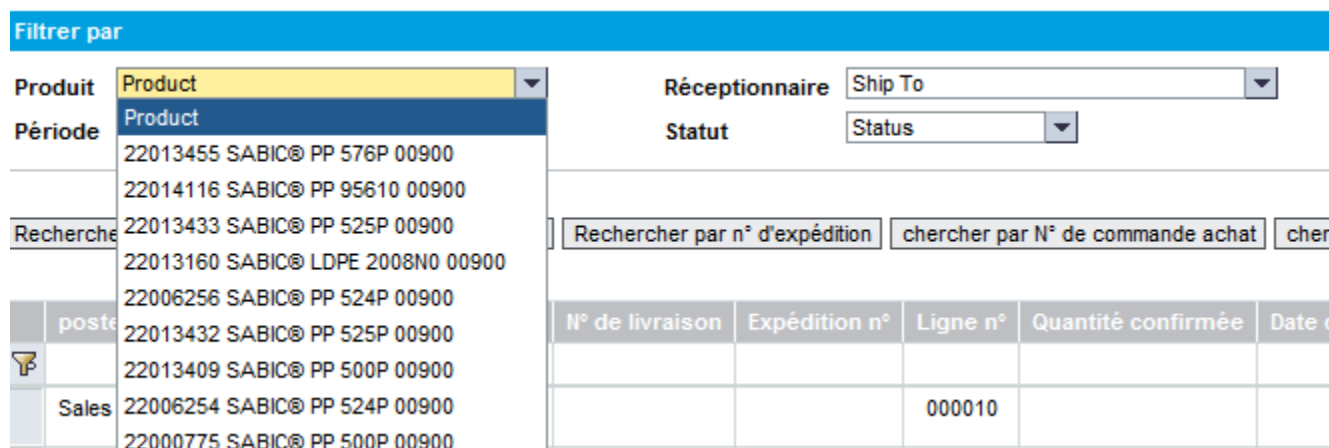 Filtrer par
Produit Product Réceptionnaire Ship To
Product
Période Statut Status
22013455 SABIC® PP 576P 00900
22014116 SABIC® PP 95610 00900
22013433 SABIC® PP 525P 00900
Recherche Rechercher par n° d'expédition chercher par N° de commande achat cher
22013160 SABIC® LDPE 2008N0 00900
22006256 SABIC® PP 524P 00900
poste N° de livraison Expédition n° Ligne n° Quantité confirmée Date
22013432 SABIC® PP 525P 00900
22013409 SABIC® PP 500P 00900
Sales 22006254 SABIC® PP 524P 00900 000010
22000775 SABIC® PP 500P 00900